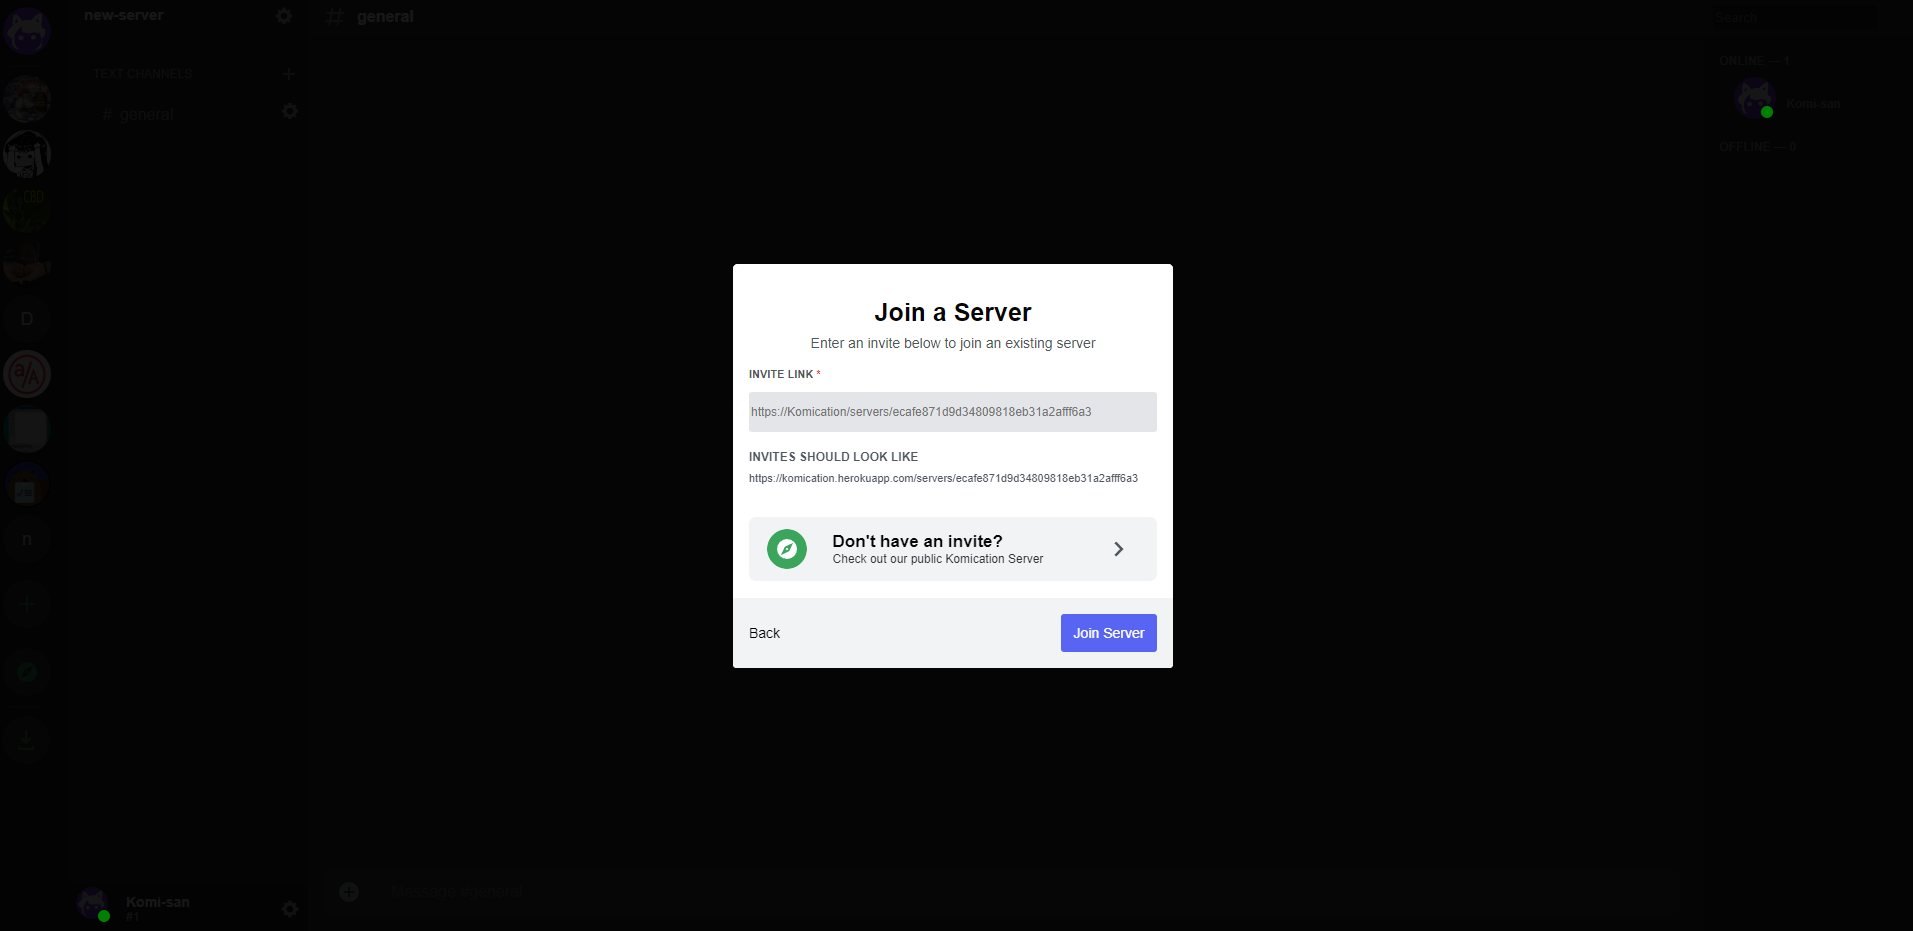 new-server
# general
Search
TEXT CHANNELS
+
# general
ONLINE — 1
Komi-san
OFFLINE — 0
CBD
D
a/A
n
Join a Server
Enter an invite below to join an existing server
INVITE LINK *
https://Komication/servers/ecafe871d9d34809818eb31a2afff6a3
INVITES SHOULD LOOK LIKE
https://komication.herokuapp.com/servers/ecafe871d9d34809818eb31a2afff6a3
Don't have an invite?
Check out our public Komication Server
Back
Join Server
Message #general
Komi-san
#1